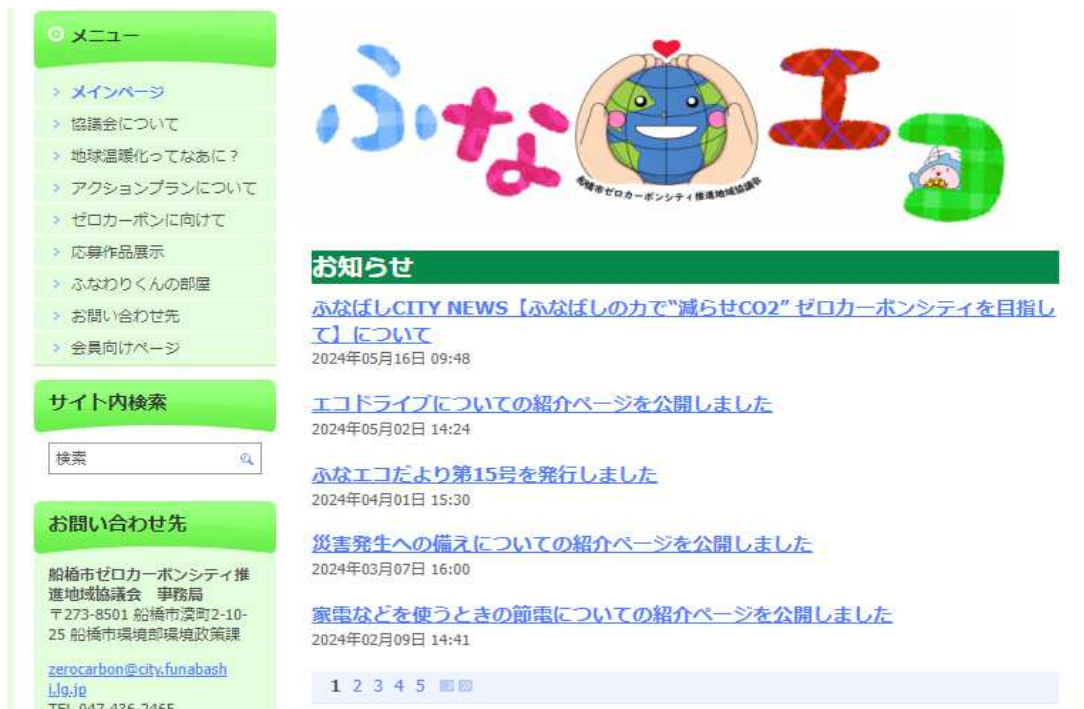 メニュー
メインページ
協議会について
地球温暖化ってなあに？
アクションプランについて
ゼロカーボンに向けて
応募作品展示
ふなわりくんの部屋
お問い合わせ先
会員向けページ
サイト内検索
検索
お問い合わせ先
船橋市ゼロカーボンシティ推
進地域協議会　事務局
〒273-8501 船橋市湊町2-10-
25 船橋市環境部環境政策課
zerocarbon@city.funabash
i.lg.jp
TEL 047-436-2465
ふなエコ
船橋市ゼロカーボンシティ推進地域協議会
お知らせ
ふなばしCITY NEWS【ふなばしの力で“減らせCO2” ゼロカーボンシティを目指し
て】について
2024年05月16日 09:48
エコドライブについての紹介ページを公開しました
2024年05月02日 14:24
ふなエコだより第15号を発行しました
2024年04月01日 15:30
災害発生への備えについての紹介ページを公開しました
2024年03月07日 16:00
家電などを使うときの節電についての紹介ページを公開しました
2024年02月09日 14:41
1 2 3 4 5